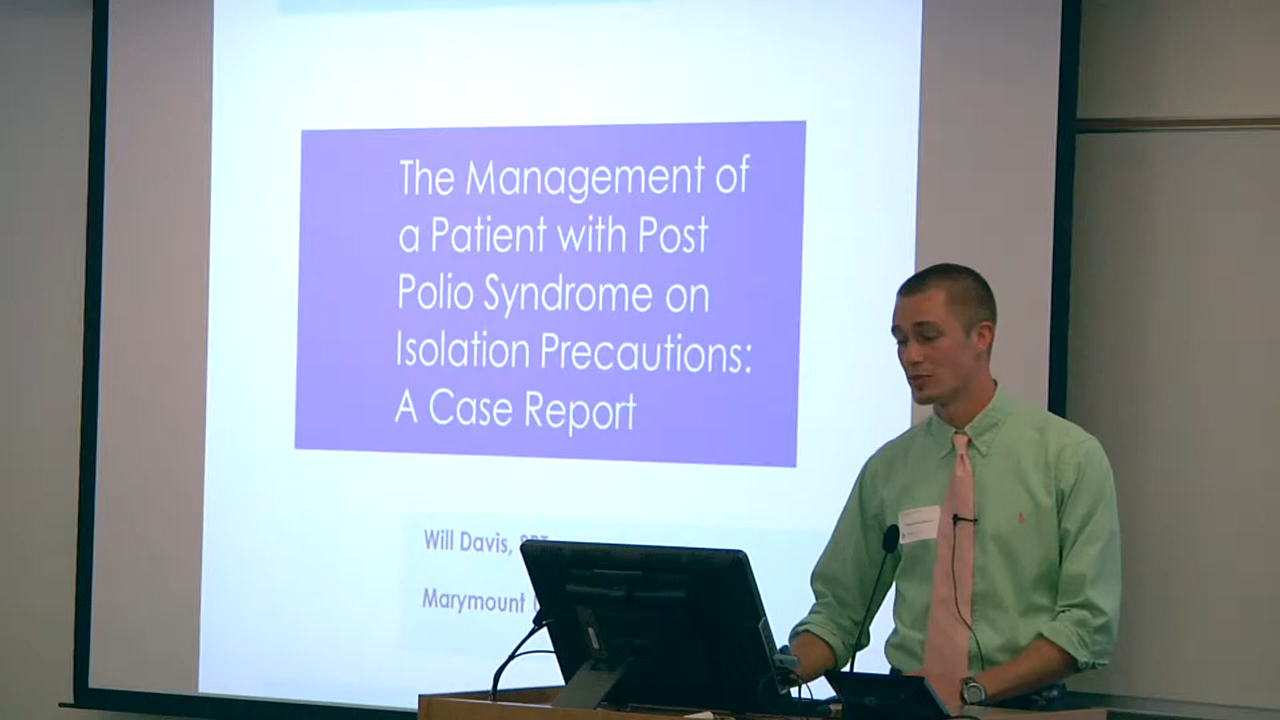 The Management of
a Patient with Post
Polio Syndrome on
Isolation Precautions:
A Case Report
Will Davis,
Marymount